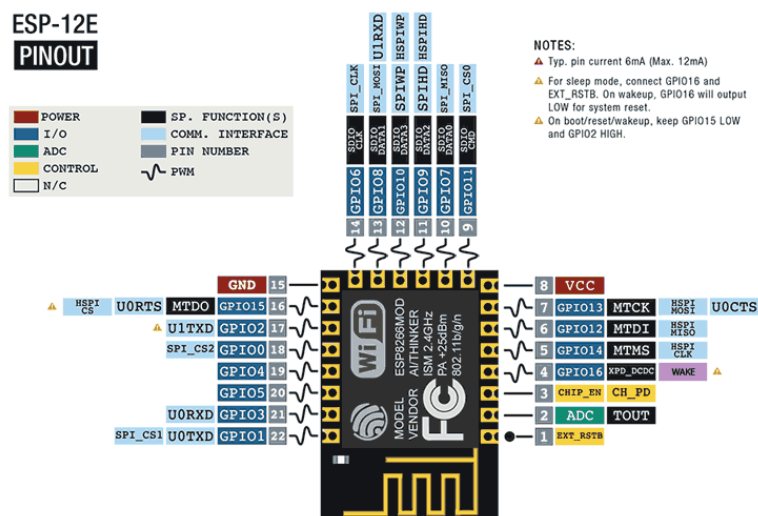 ESP-12E
PINOUT
POWER
I/O
ADC
CONTROL
N/C
SP. FUNCTION(S)
COMM. INTERFACE
PIN NUMBER
PWM
NOTES:
Typ. pin current 6mA (Max. 12mA)
For sleep mode, connect GPIO16 and
EXT_RSTB. On wakeup, GPIO16 will output
LOW for system reset.
On boot/reset/wakeup, keep GPIO15 LOW
and GPIO2 HIGH.
SPI_CLK SDIO CLK GPIO6 14
U1RXD SPI_MOSI SDIO DATA1 GPIO8 13
HSPIWP SPIWP SDIO DATA3 GPIO10 12
HSPIHD SPIHD SDIO DATA2 GPIO9 11
SPI_MISO SDIO DATA0 GPIO7 10
SPI_CS0 SDIO CMD GPIO11 9
GND 15
HSPI CS U0RTS MTDO GPIO15 16
U1TXD GPIO2 17
SPI_CS2 GPIO0 18
GPIO4 19
GPIO5 20
U0RXD GPIO3 21
SPI_CS1 U0TXD GPIO1 22
WiFi
ESP8266MOD
AI/THINKER
ISM 2.4GHz
PA +25dBm
802.11b/g/n
MODEL
VENDOR
FC
8 VCC
7 GPIO13 MTCK HSPI MOSI U0CTS
6 GPIO12 MTDI HSPI MISO
5 GPIO14 MTMS HSPI CLK
4 GPIO16 XPD_DCDC WAKE
3 CHIP_EN CH_PD
2 ADC TOUT
1 EXT_RSTB